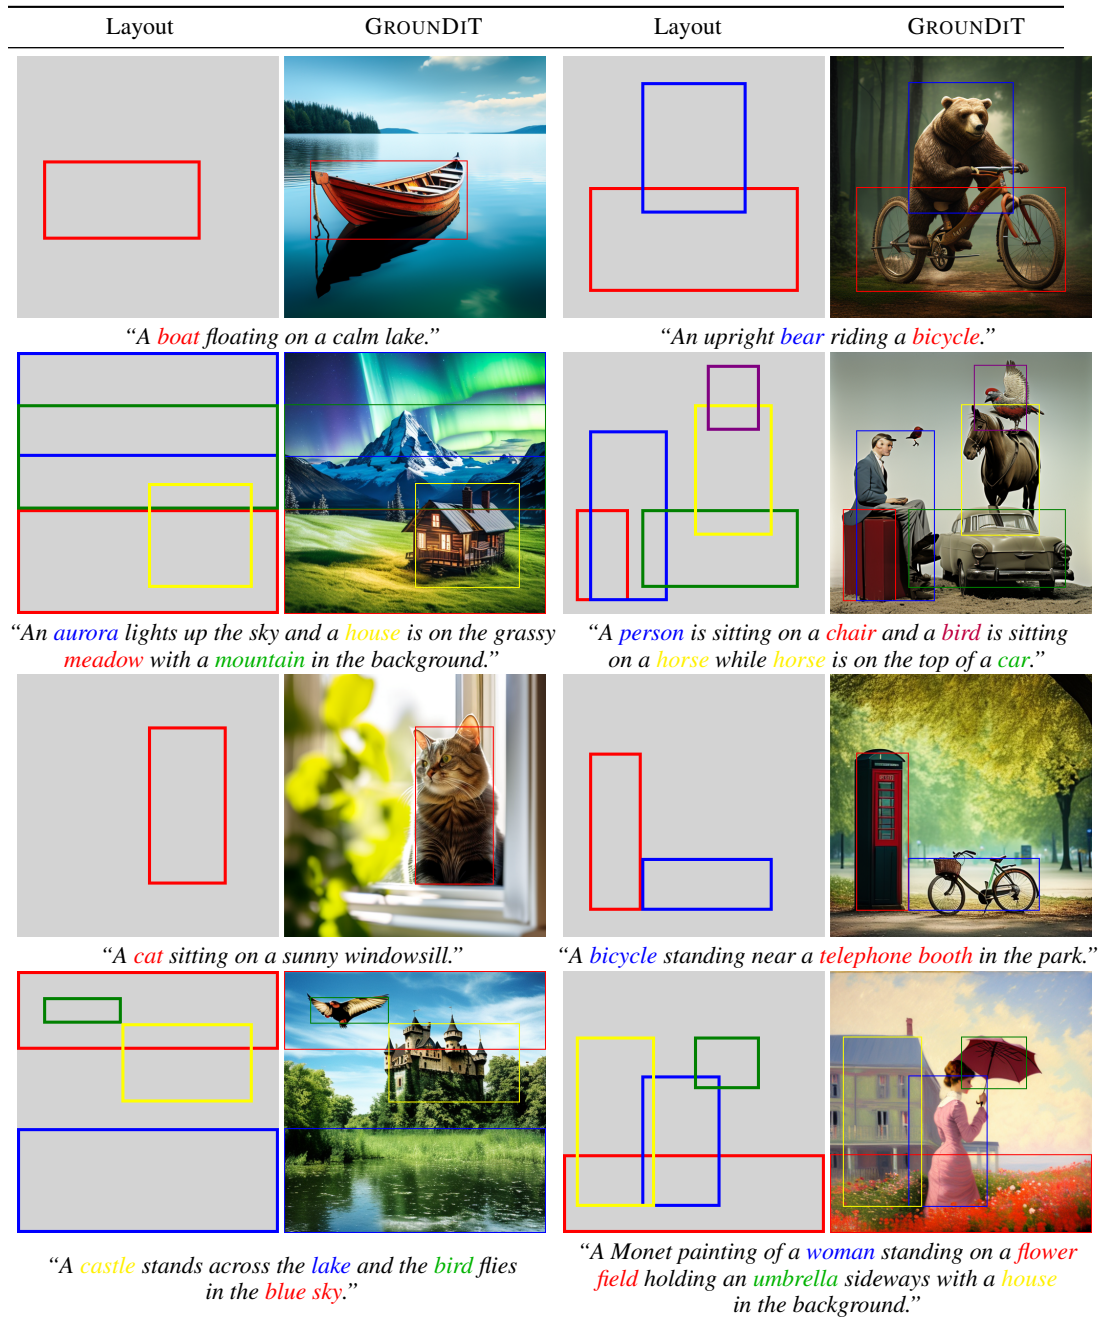 Layout GROUNDIT Layout GROUNDIT
“A boat floating on a calm lake.” “An upright bear riding a bicycle.”
“An aurora lights up the sky and a house is on the grassy
meadow with a mountain in the background.”
“A person is sitting on a chair and a bird is sitting
on a horse while horse is on the top of a car.”
“A cat sitting on a sunny windowsill.” “A bicycle standing near a telephone booth in the park.”
“A castle stands across the lake and the bird flies
in the blue sky.”
“A Monet painting of a woman standing on a flower
field holding an umbrella sideways with a house
in the background.”